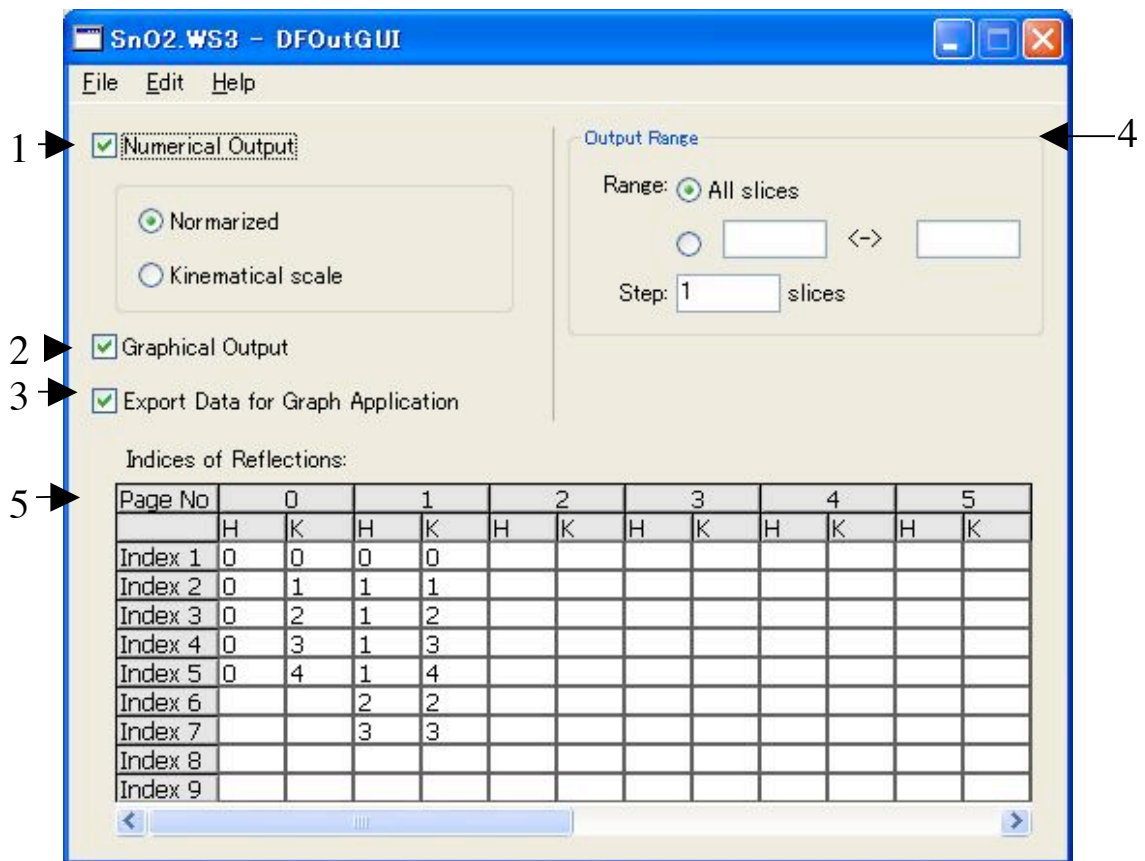 SnO2.WS3 - DFOutGUI
File Edit Help
1
Numerical Output
Normarized
Kinematical scale
2
Graphical Output
3
Export Data for Graph Application
4
Output Range
Range: All slices
<->
Step: 1 slices
Indices of Reflections:
5
Page No 0 1 2 3 4 5
H K H K H K H K H K H K
Index 1 0 0 0 0
Index 2 0 1 1 1
Index 3 0 2 1 2
Index 4 0 3 1 3
Index 5 0 4 1 4
Index 6 2 2
Index 7 3 3
Index 8
Index 9